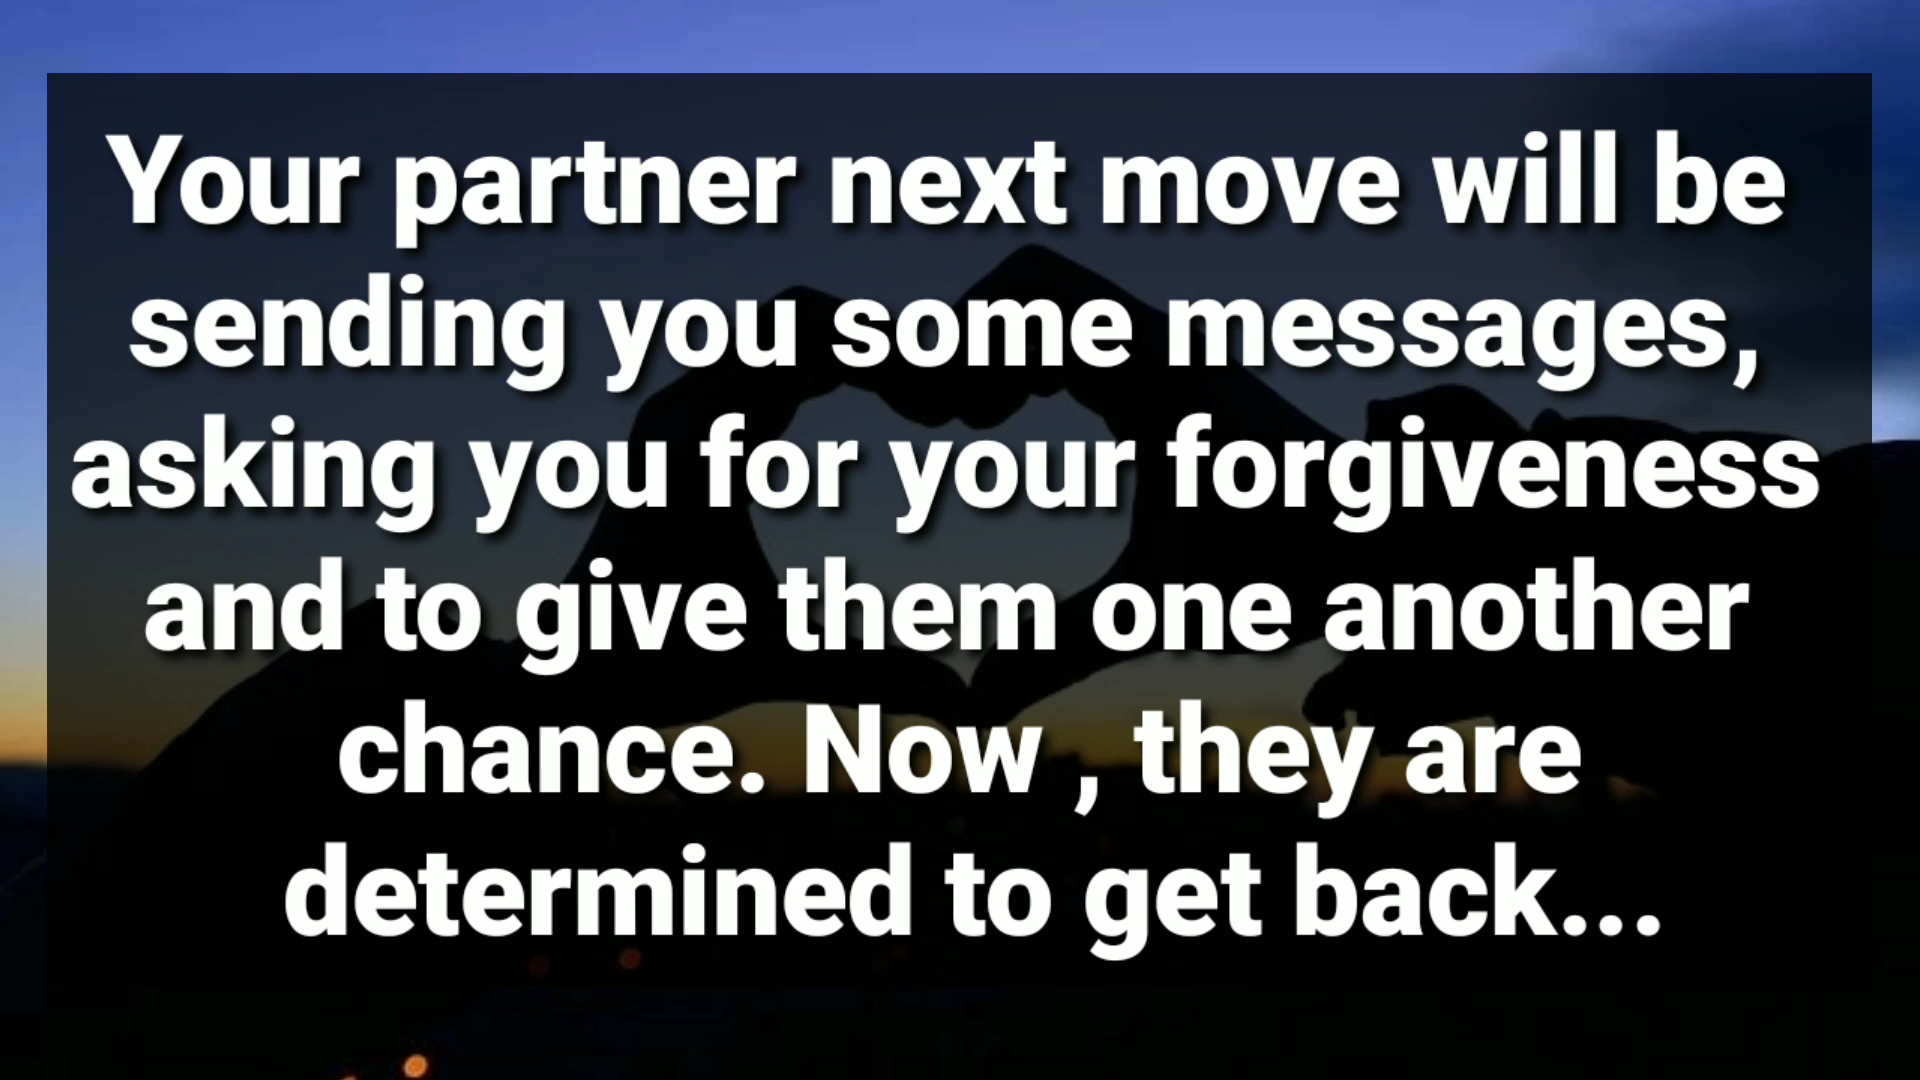 Your partner next move will be
sending you some messages,
asking you for your forgiveness
and to give them one another
chance. Now , they are
determined to get back...